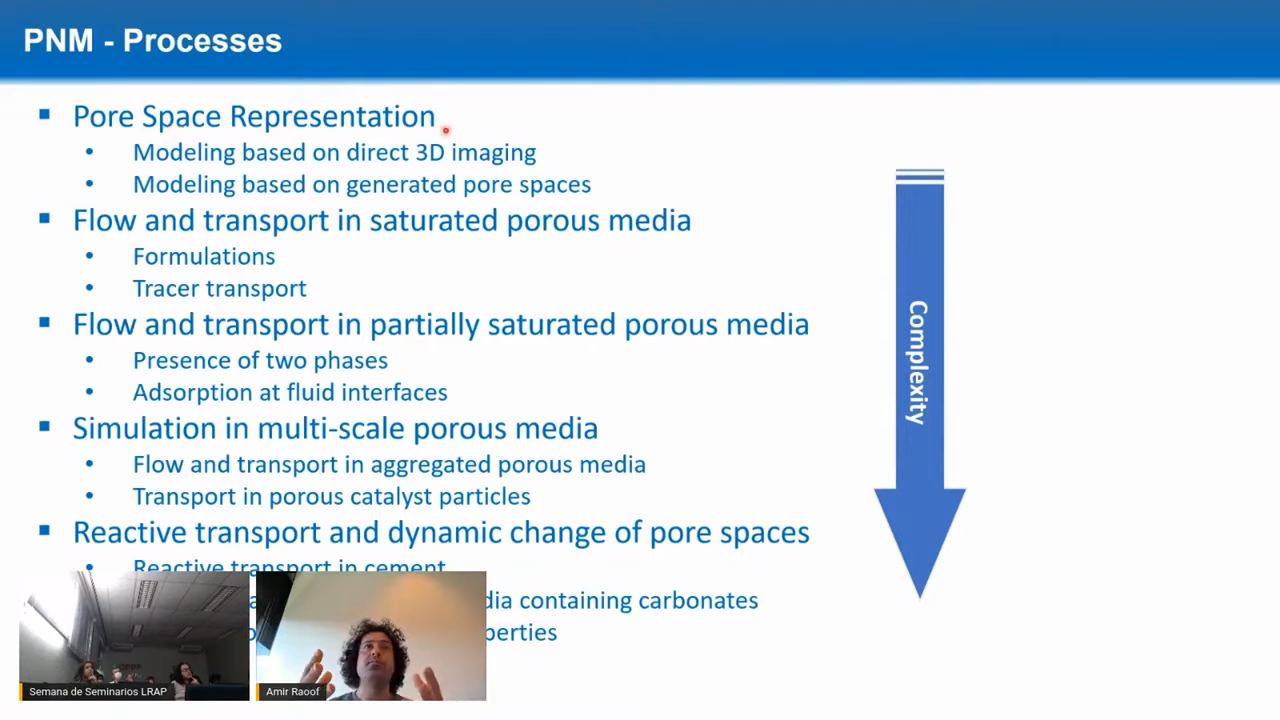 PNM - Processes
Pore Space Representation
Modeling based on direct 3D imaging
Modeling based on generated pore spaces
Flow and transport in saturated porous media
Formulations
Tracer transport
Flow and transport in partially saturated porous media
Presence of two phases
Adsorption at fluid interfaces
Simulation in multi-scale porous media
Flow and transport in aggregated porous media
Transport in porous catalyst particles
Reactive transport and dynamic change of pore spaces
Reactive transport in cement
containing carbonates
Complexity
Semana de Seminarios LRAP
Amir Raoof